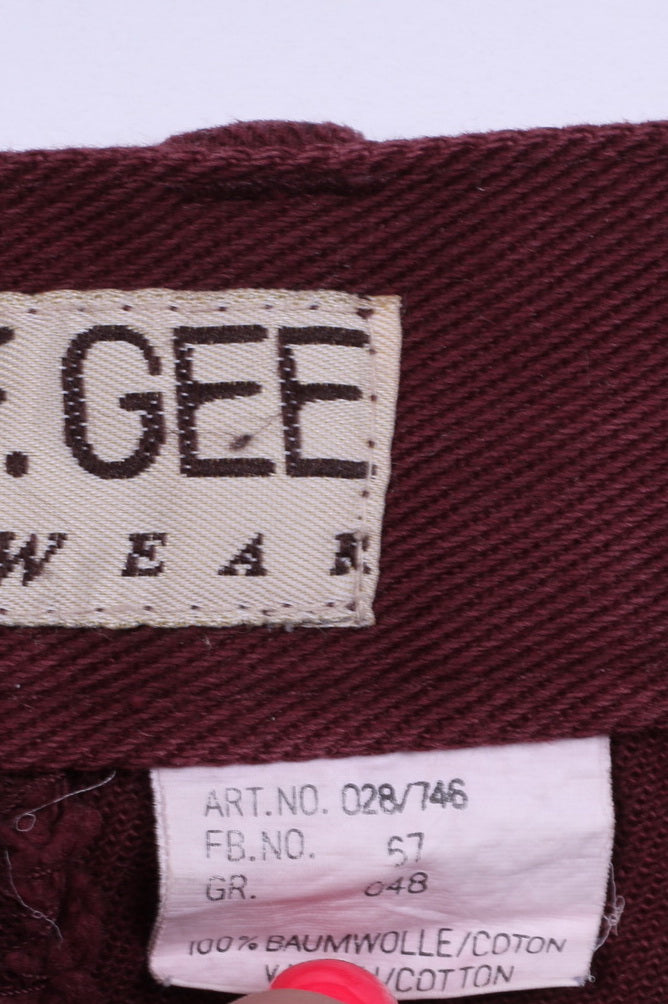 . GEE
WEAR
ART.NO. 028/746
FB.NO. 67
GR. 048
100% BAUMWOLLE/COTON
/COTTON